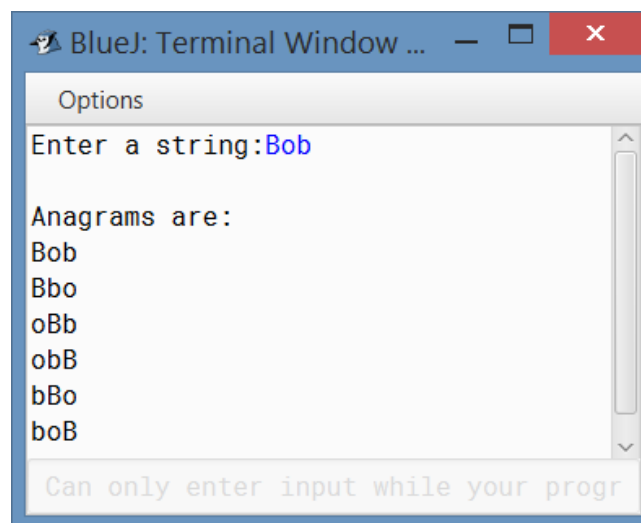 BlueJ: Terminal Window ...
Options
Enter a string:Bob
Anagrams are:
Bob
Bbo
oBb
obB
bBo
boB
Can only enter input while your progr